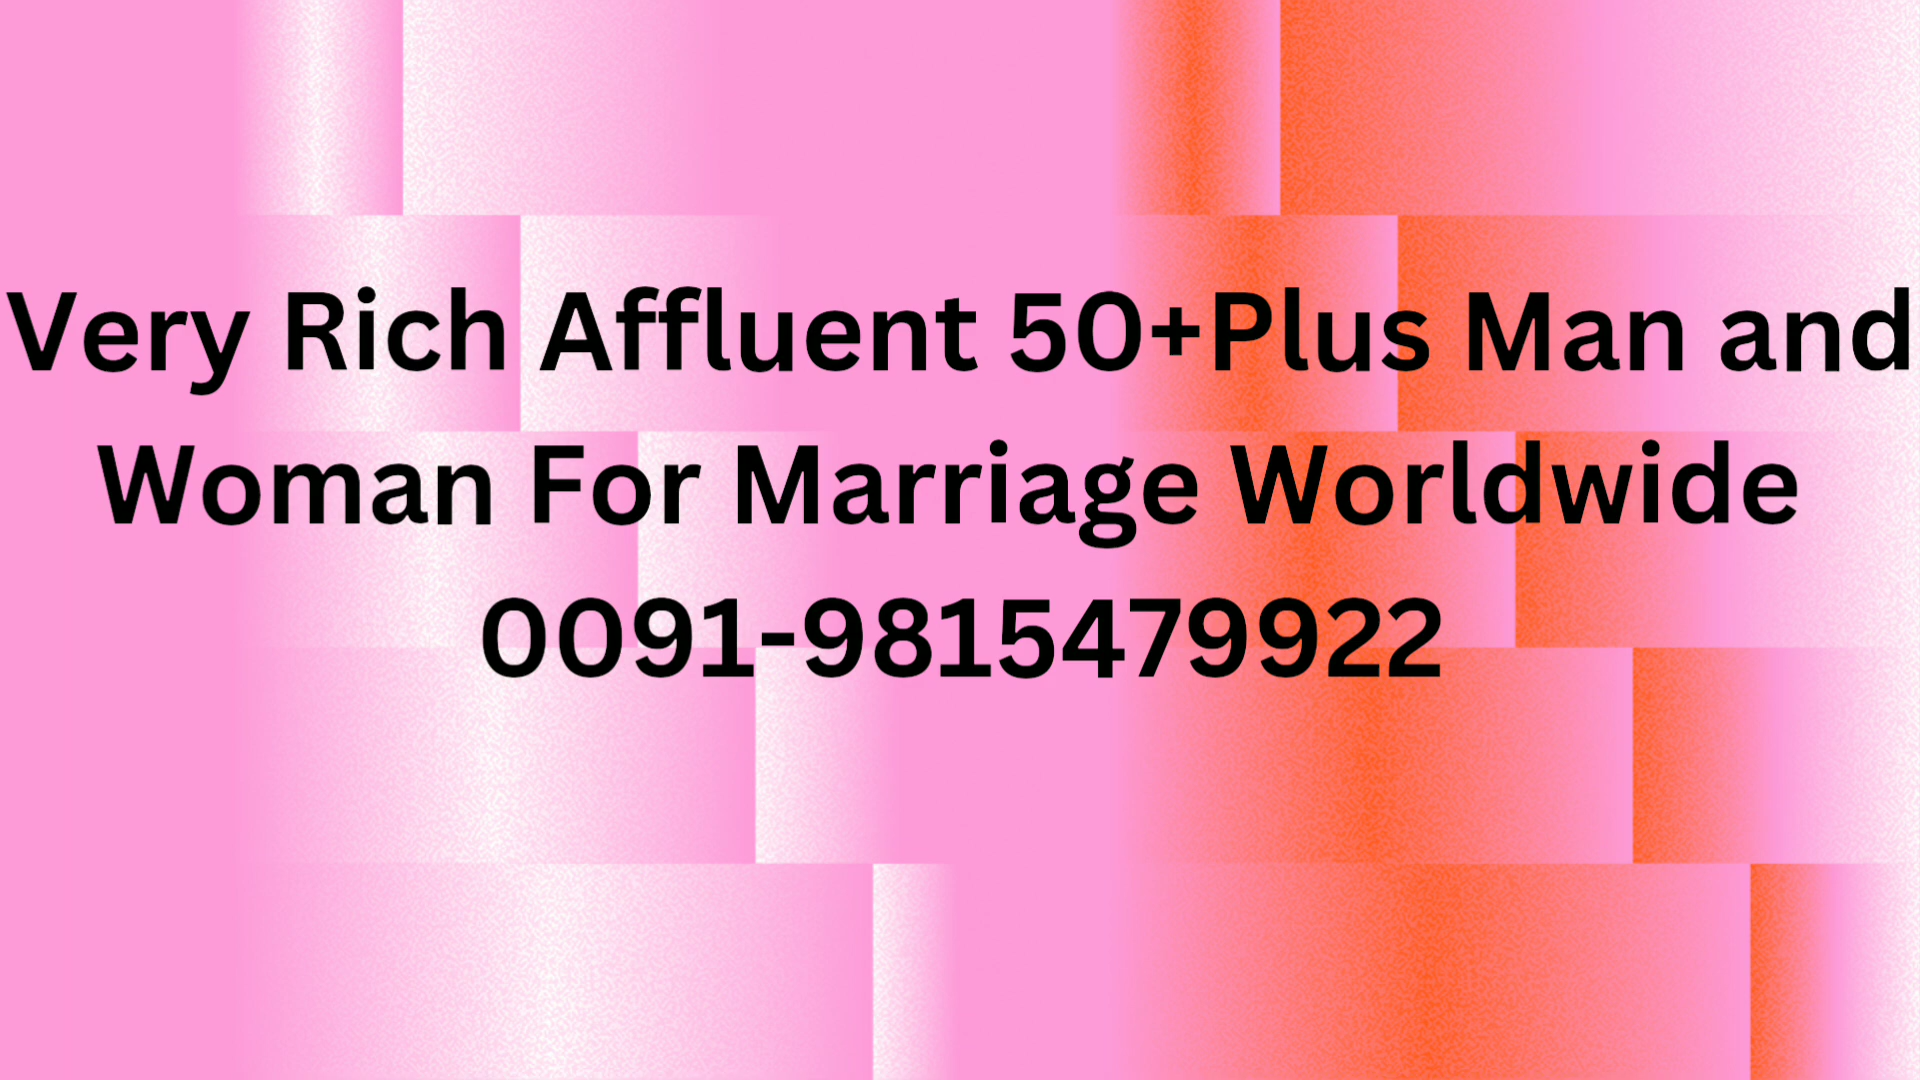 Very Rich Affluent 50+Plus Man and
Woman For Marriage Worldwide
0091-9815479922